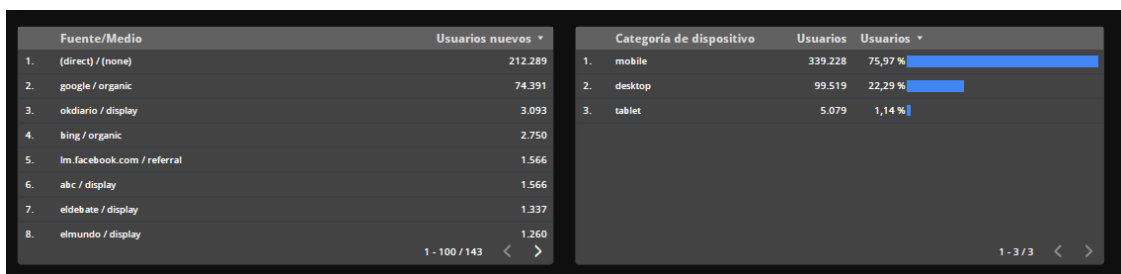 Fuente/Medio Usuarios nuevos
1. (direct) / (none) 212.289
2. google / organic 74.391
3. okdiario / display 3.093
4. bing / organic 2.750
5. lm.facebook.com / referral 1.566
6. abc / display 1.566
7. eldebate / display 1.337
8. elmundo / display 1.260
1 - 100 / 143
Categoría de dispositivo Usuarios Usuarios
1. mobile 339.228 75,97 %
2. desktop 99.519 22,29 %
3. tablet 5.079 1,14 %
1 - 3 / 3